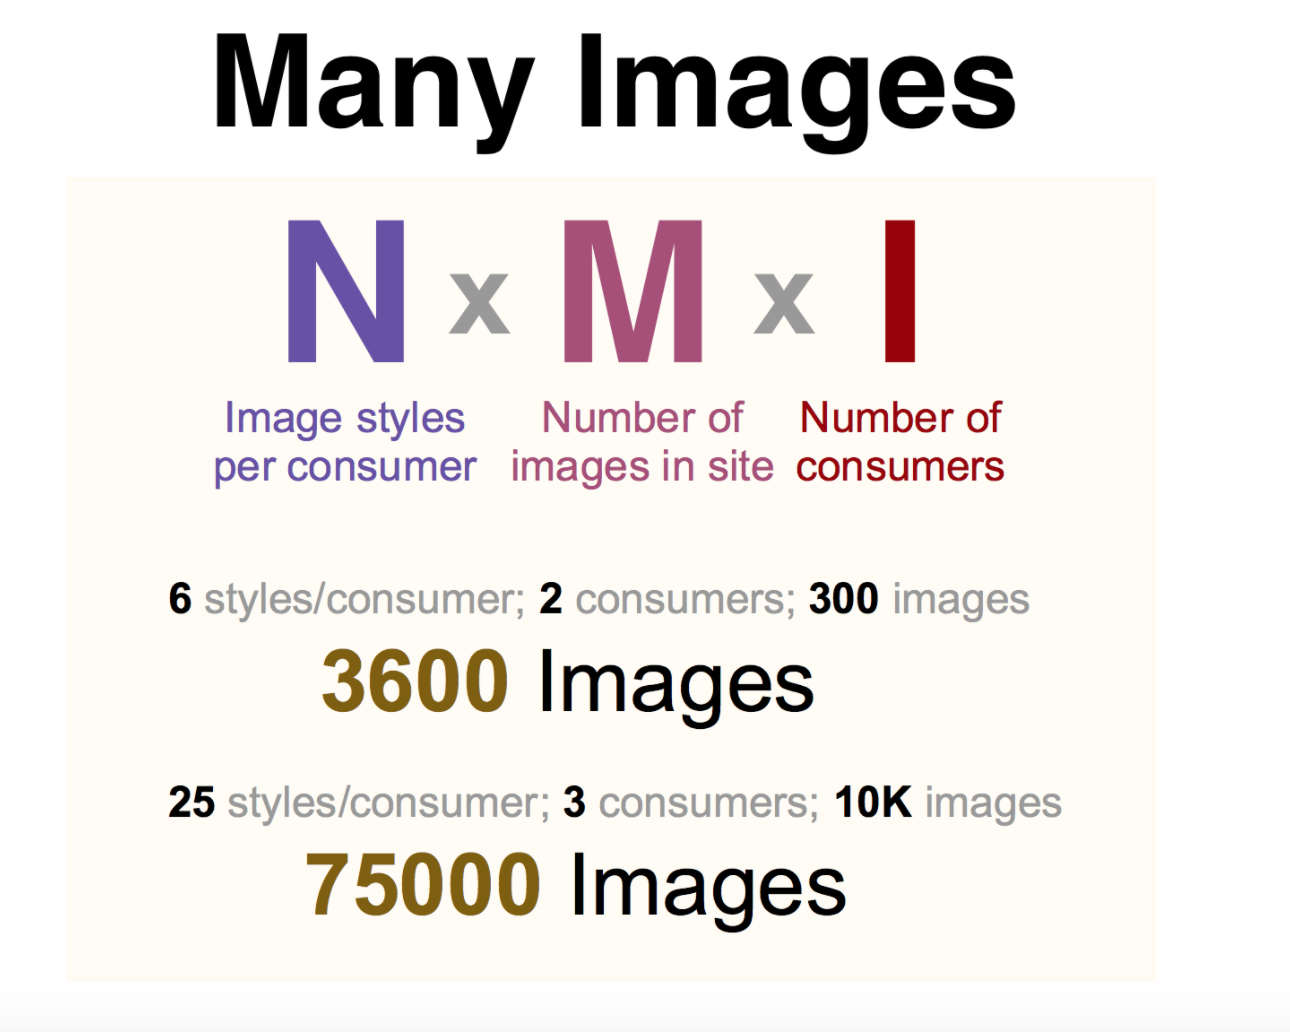 Many Images
N x M x I
Image styles per consumer
Number of images in site
Number of consumers
6 styles/consumer; 2 consumers; 300 images
3600 Images
25 styles/consumer; 3 consumers; 10K images
75000 Images